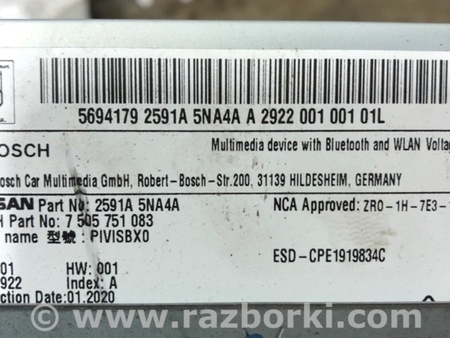 5694179 2591A 5NA4A A 2922 001 001 01L
OSCH
Multimedia device with Bluetooth and WLAN Volta
osch Car Multimedia GmbH, Robert-Bosch-Str.200, 31139 HILDESHEIM, GERMANY
SSAN Part No: 2591A 5NA4A
NCA Approved: ZRO-1H-7E3-
H Part No: 7 505 751 083
name 型號: PIVISBX0
ESD-CPE1919834C
01 HW: 001
922 Index: A
ction Date:01.2020
www.razborki.com